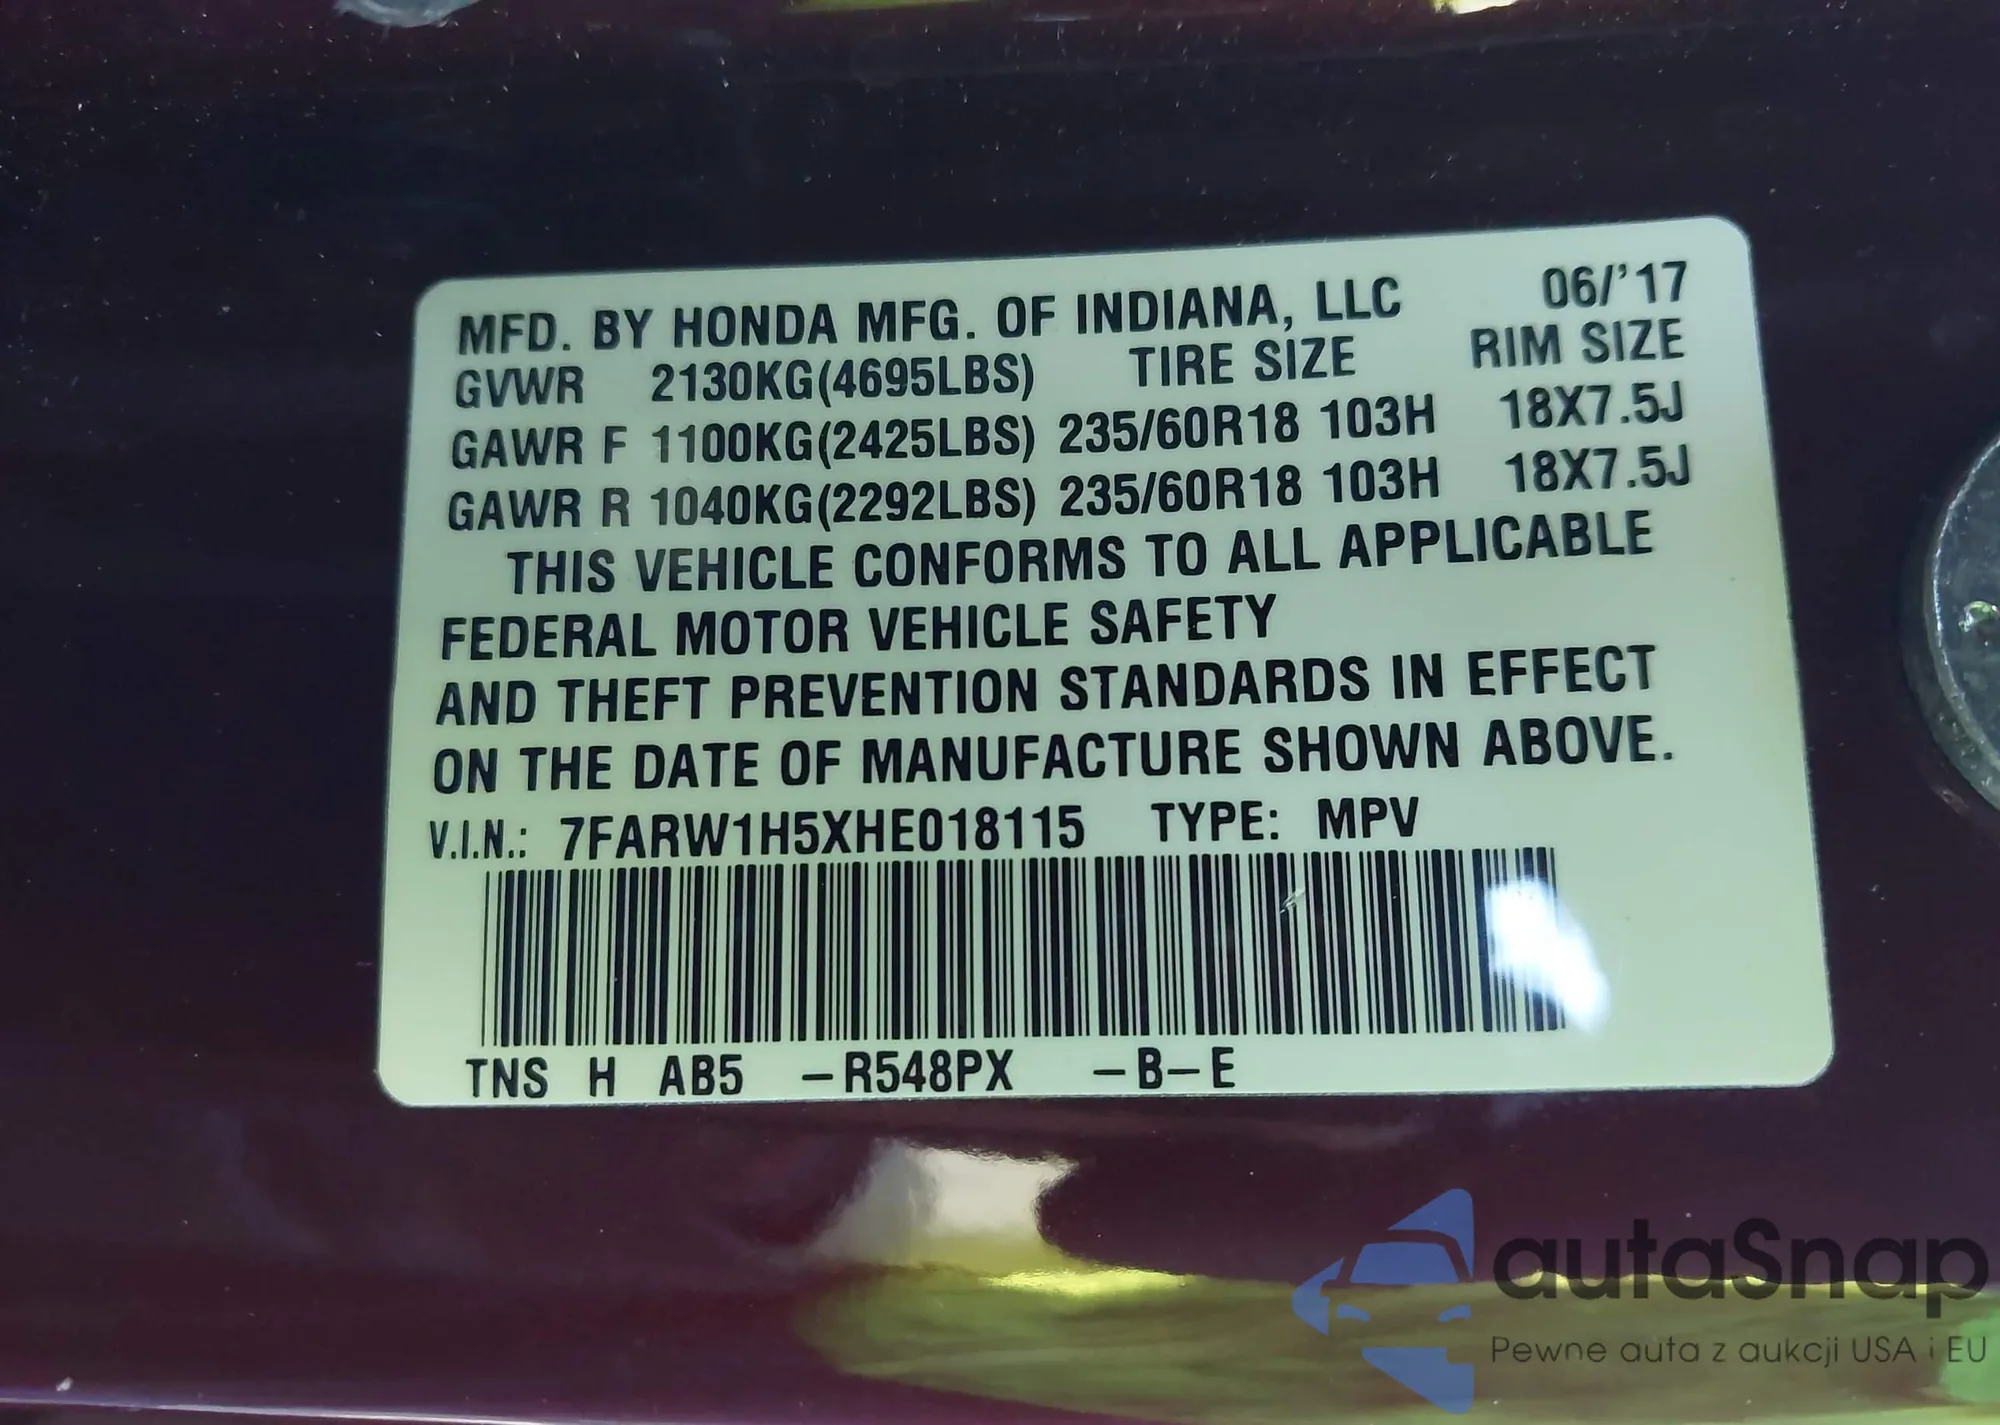 MFD. BY HONDA MFG. OF INDIANA, LLC 06/'17
GVWR 2130KG(4695LBS) TIRE SIZE RIM SIZE
GAWR F 1100KG(2425LBS) 235/60R18 103H 18X7.5J
GAWR R 1040KG(2292LBS) 235/60R18 103H 18X7.5J
THIS VEHICLE CONFORMS TO ALL APPLICABLE
FEDERAL MOTOR VEHICLE SAFETY
AND THEFT PREVENTION STANDARDS IN EFFECT
ON THE DATE OF MANUFACTURE SHOWN ABOVE.
V.I.N.: 7FARW1H5XHE018115 TYPE: MPV
TNS H AB5 -R548PX -B-E
autaSnap
Pewne auta z aukcji USA i EU